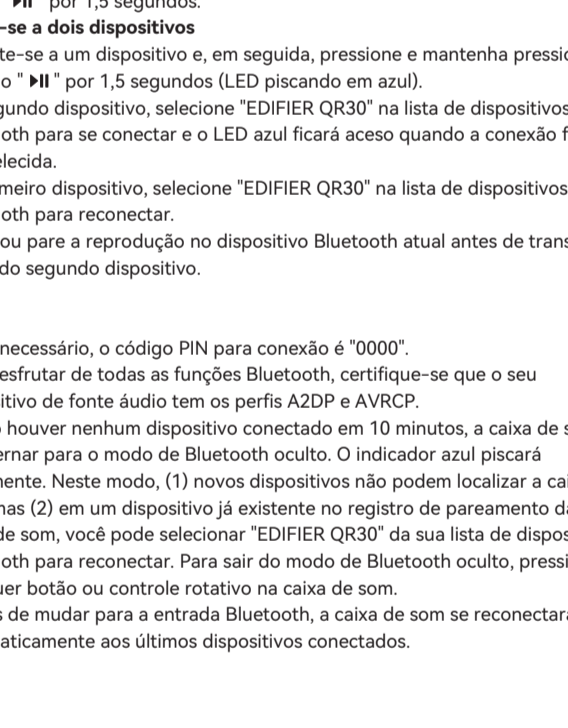 "⏯" por 1,5 segundos.
-se a dois dispositivos
te-se a um dispositivo e, em seguida, pressione e mantenha pressio
o "⏯" por 1,5 segundos (LED piscando em azul).
gundo dispositivo, selecione "EDIFIER QR30" na lista de dispositivos
oth para se conectar e o LED azul ficará aceso quando a conexão f
elecida.
meiro dispositivo, selecione "EDIFIER QR30" na lista de dispositivos
oth para reconectar.
ou pare a reprodução no dispositivo Bluetooth atual antes de trans
do segundo dispositivo.
necessário, o código PIN para conexão é "0000".
esfrutar de todas as funções Bluetooth, certifique-se que o seu
itivo de fonte áudio tem os perfis A2DP e AVRCP.
o houver nenhum dispositivo conectado em 10 minutos, a caixa de s
ernar para o modo de Bluetooth oculto. O indicador azul piscará
ente. Neste modo, (1) novos dispositivos não podem localizar a cai
nas (2) em um dispositivo já existente no registro de pareamento d
de som, você pode selecionar "EDIFIER QR30" da sua lista de dispos
oth para reconectar. Para sair do modo de Bluetooth oculto, pressi
uer botão ou controle rotativo na caixa de som.
s de mudar para a entrada Bluetooth, a caixa de som se reconectará
aticamente aos últimos dispositivos conectados.